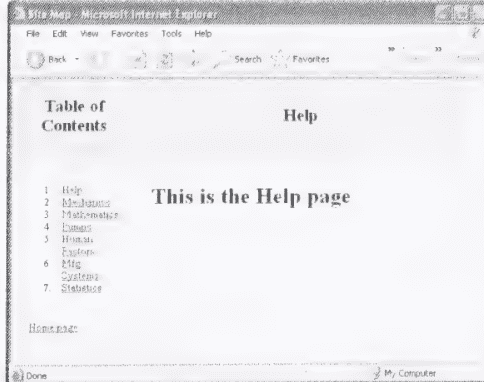 Site Map - Microsoft Internet Explorer
File Edit View Favorites Tools Help
Back Search Favorites » »
Table of
Contents
Help
This is the Help page
1 Help
2 Mechanics
3 Mathematics
4 Pumps
5 Human
Factors
6 Mfg
Systems
7. Statistics
Home page
Done My Computer